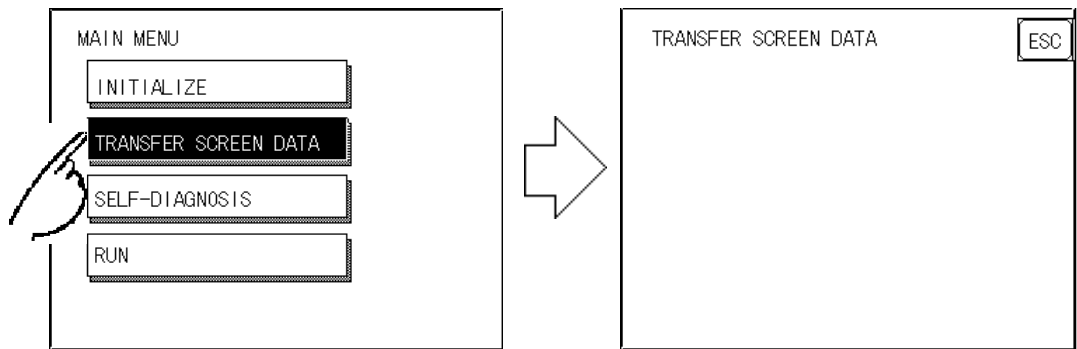 MAIN MENU
INITIALIZE
TRANSFER SCREEN DATA
SELF-DIAGNOSIS
RUN
TRANSFER SCREEN DATA
ESC